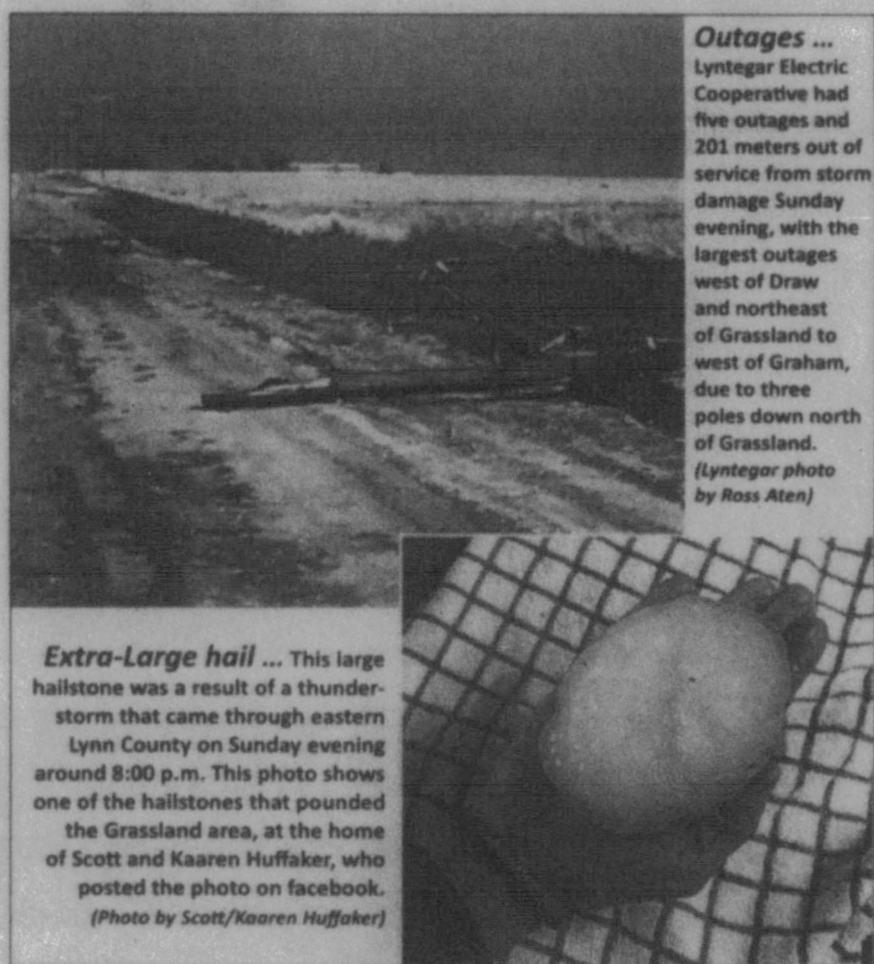 Outages ...
Lyntegar Electric
Cooperative had
five outages and
201 meters out of
service from storm
damage Sunday
evening, with the
largest outages
west of Draw
and northeast
of Grassland to
west of Graham,
due to three
poles down north
of Grassland.
(Lyntegar photo
by Ross Aten)
Extra-Large hail ... This large
hailstone was a result of a thunder-
storm that came through eastern
Lynn County on Sunday evening
around 8:00 p.m. This photo shows
one of the hailstones that pounded
the Grassland area, at the home
of Scott and Kaaren Huffaker, who
posted the photo on facebook.
(Photo by Scott/Kaaren Huffaker)